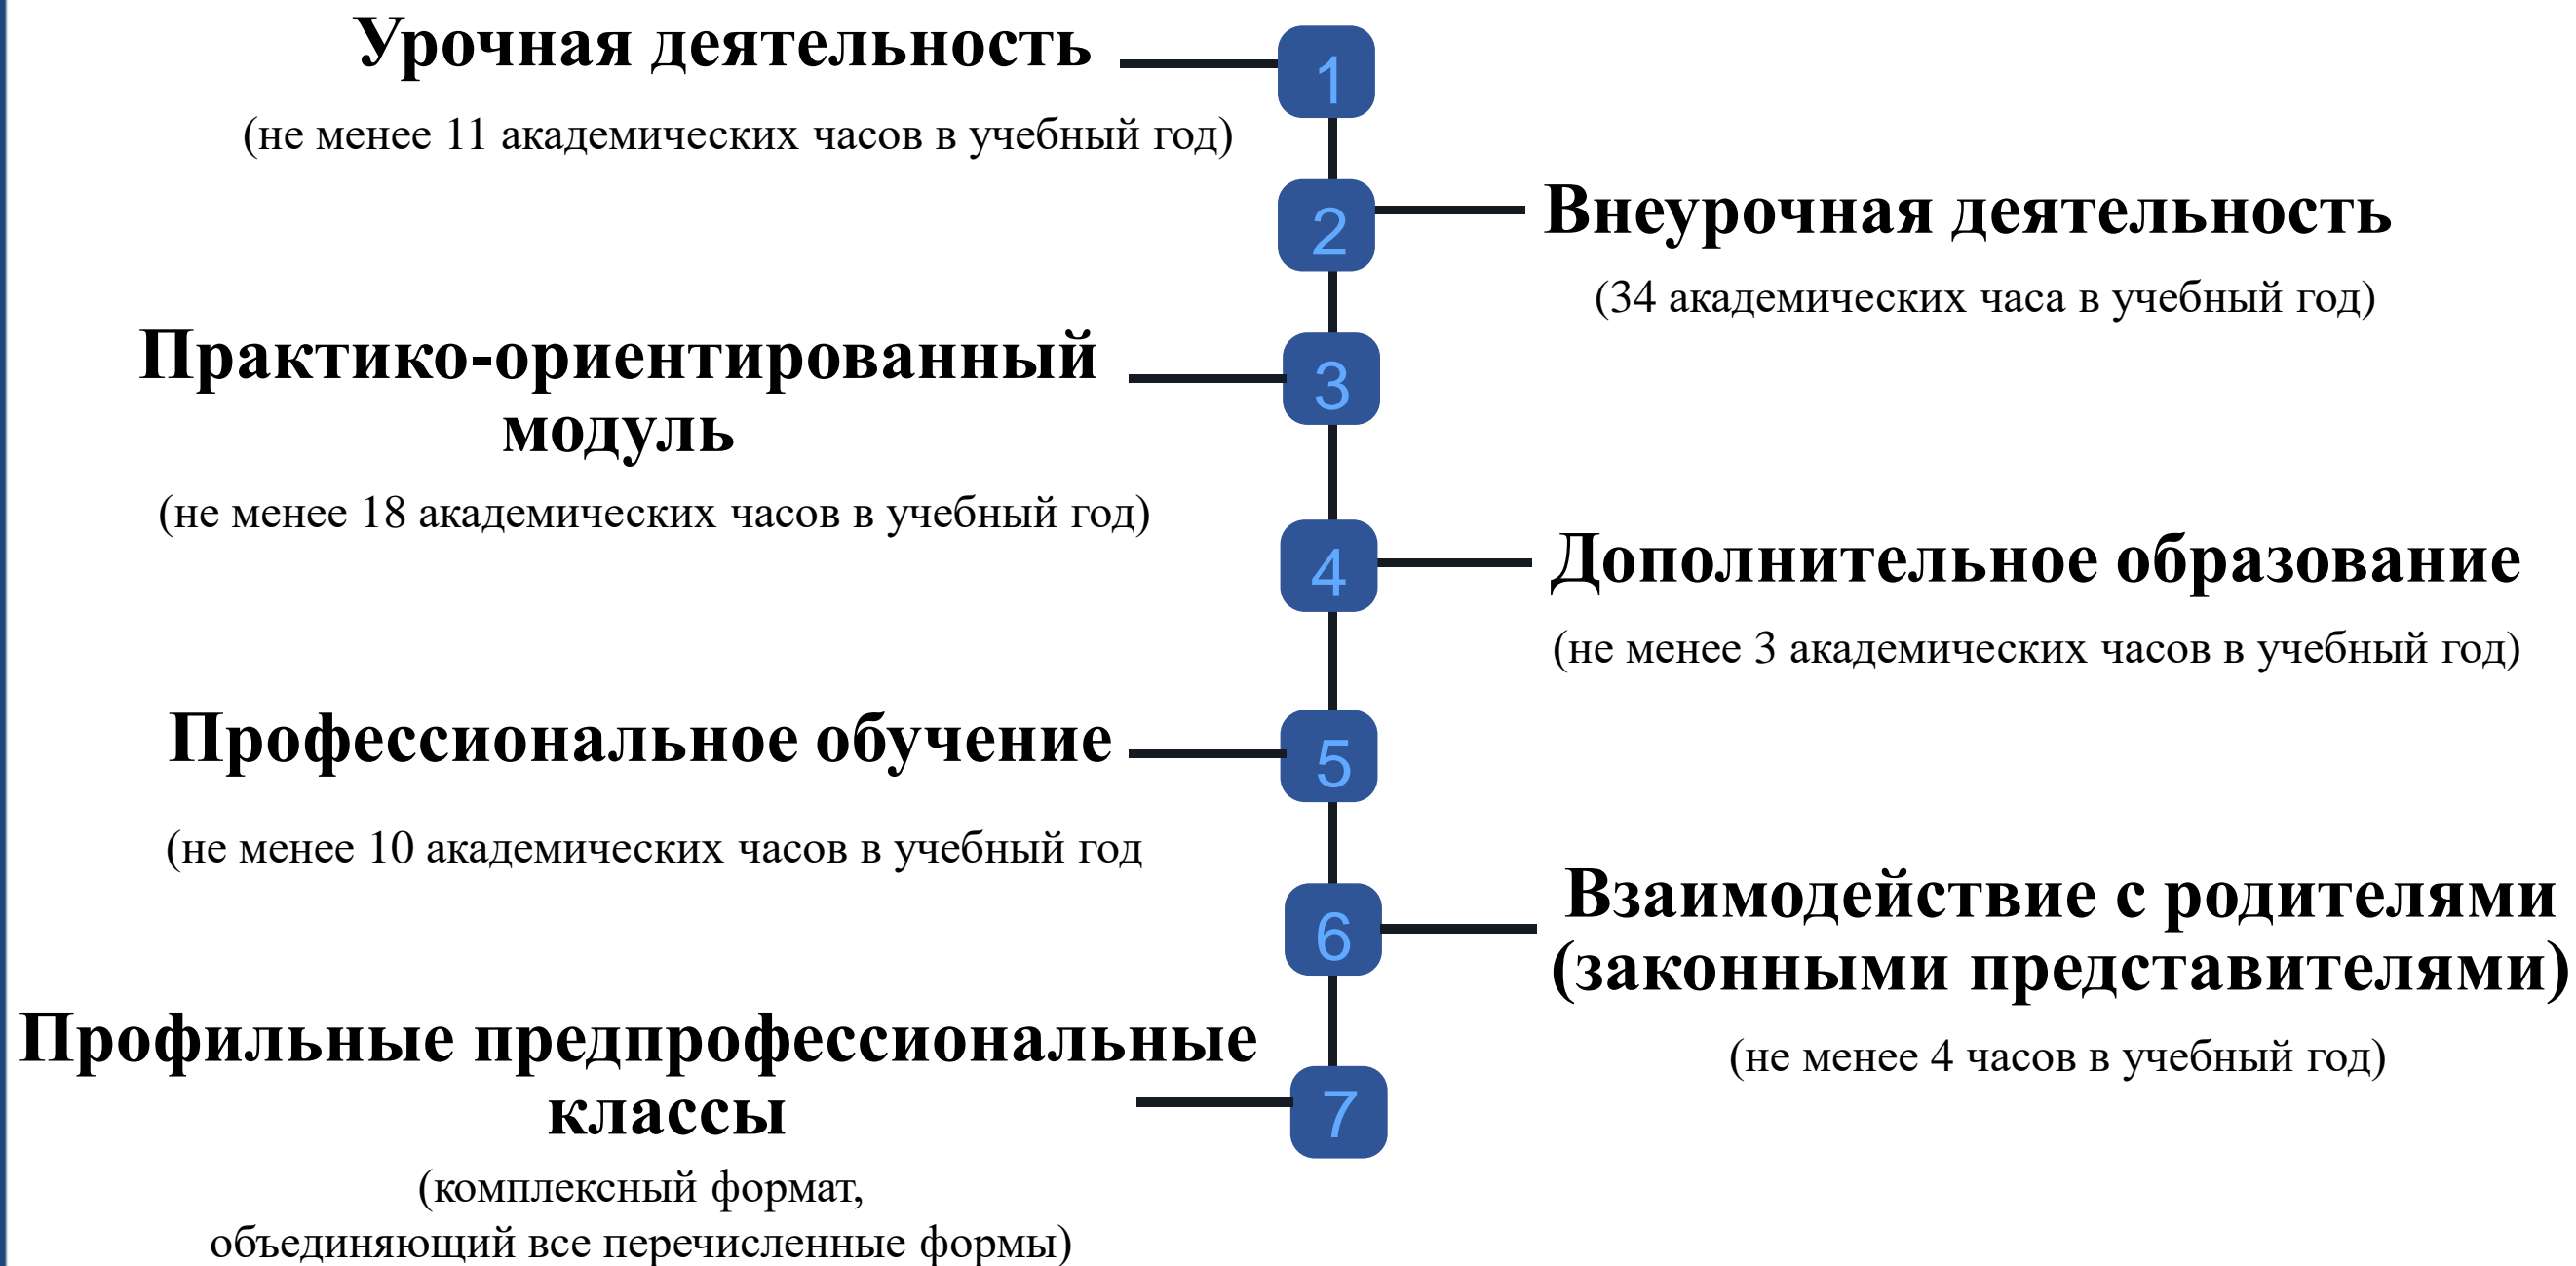 Урочная деятельность
1
(не менее 11 академических часов в учебный год)
2
Внеурочная деятельность
(34 академических часа в учебный год)
Практико-ориентированный
модуль
3
(не менее 18 академических часов в учебный год)
4
Дополнительное образование
(не менее 3 академических часов в учебный год)
Профессиональное обучение
5
(не менее 10 академических часов в учебный год
6
Взаимодействие с родителями
(законными представителями)
(не менее 4 часов в учебный год)
Профильные предпрофессиональные
классы
7
(комплексный формат,
объединяющий все перечисленные формы)